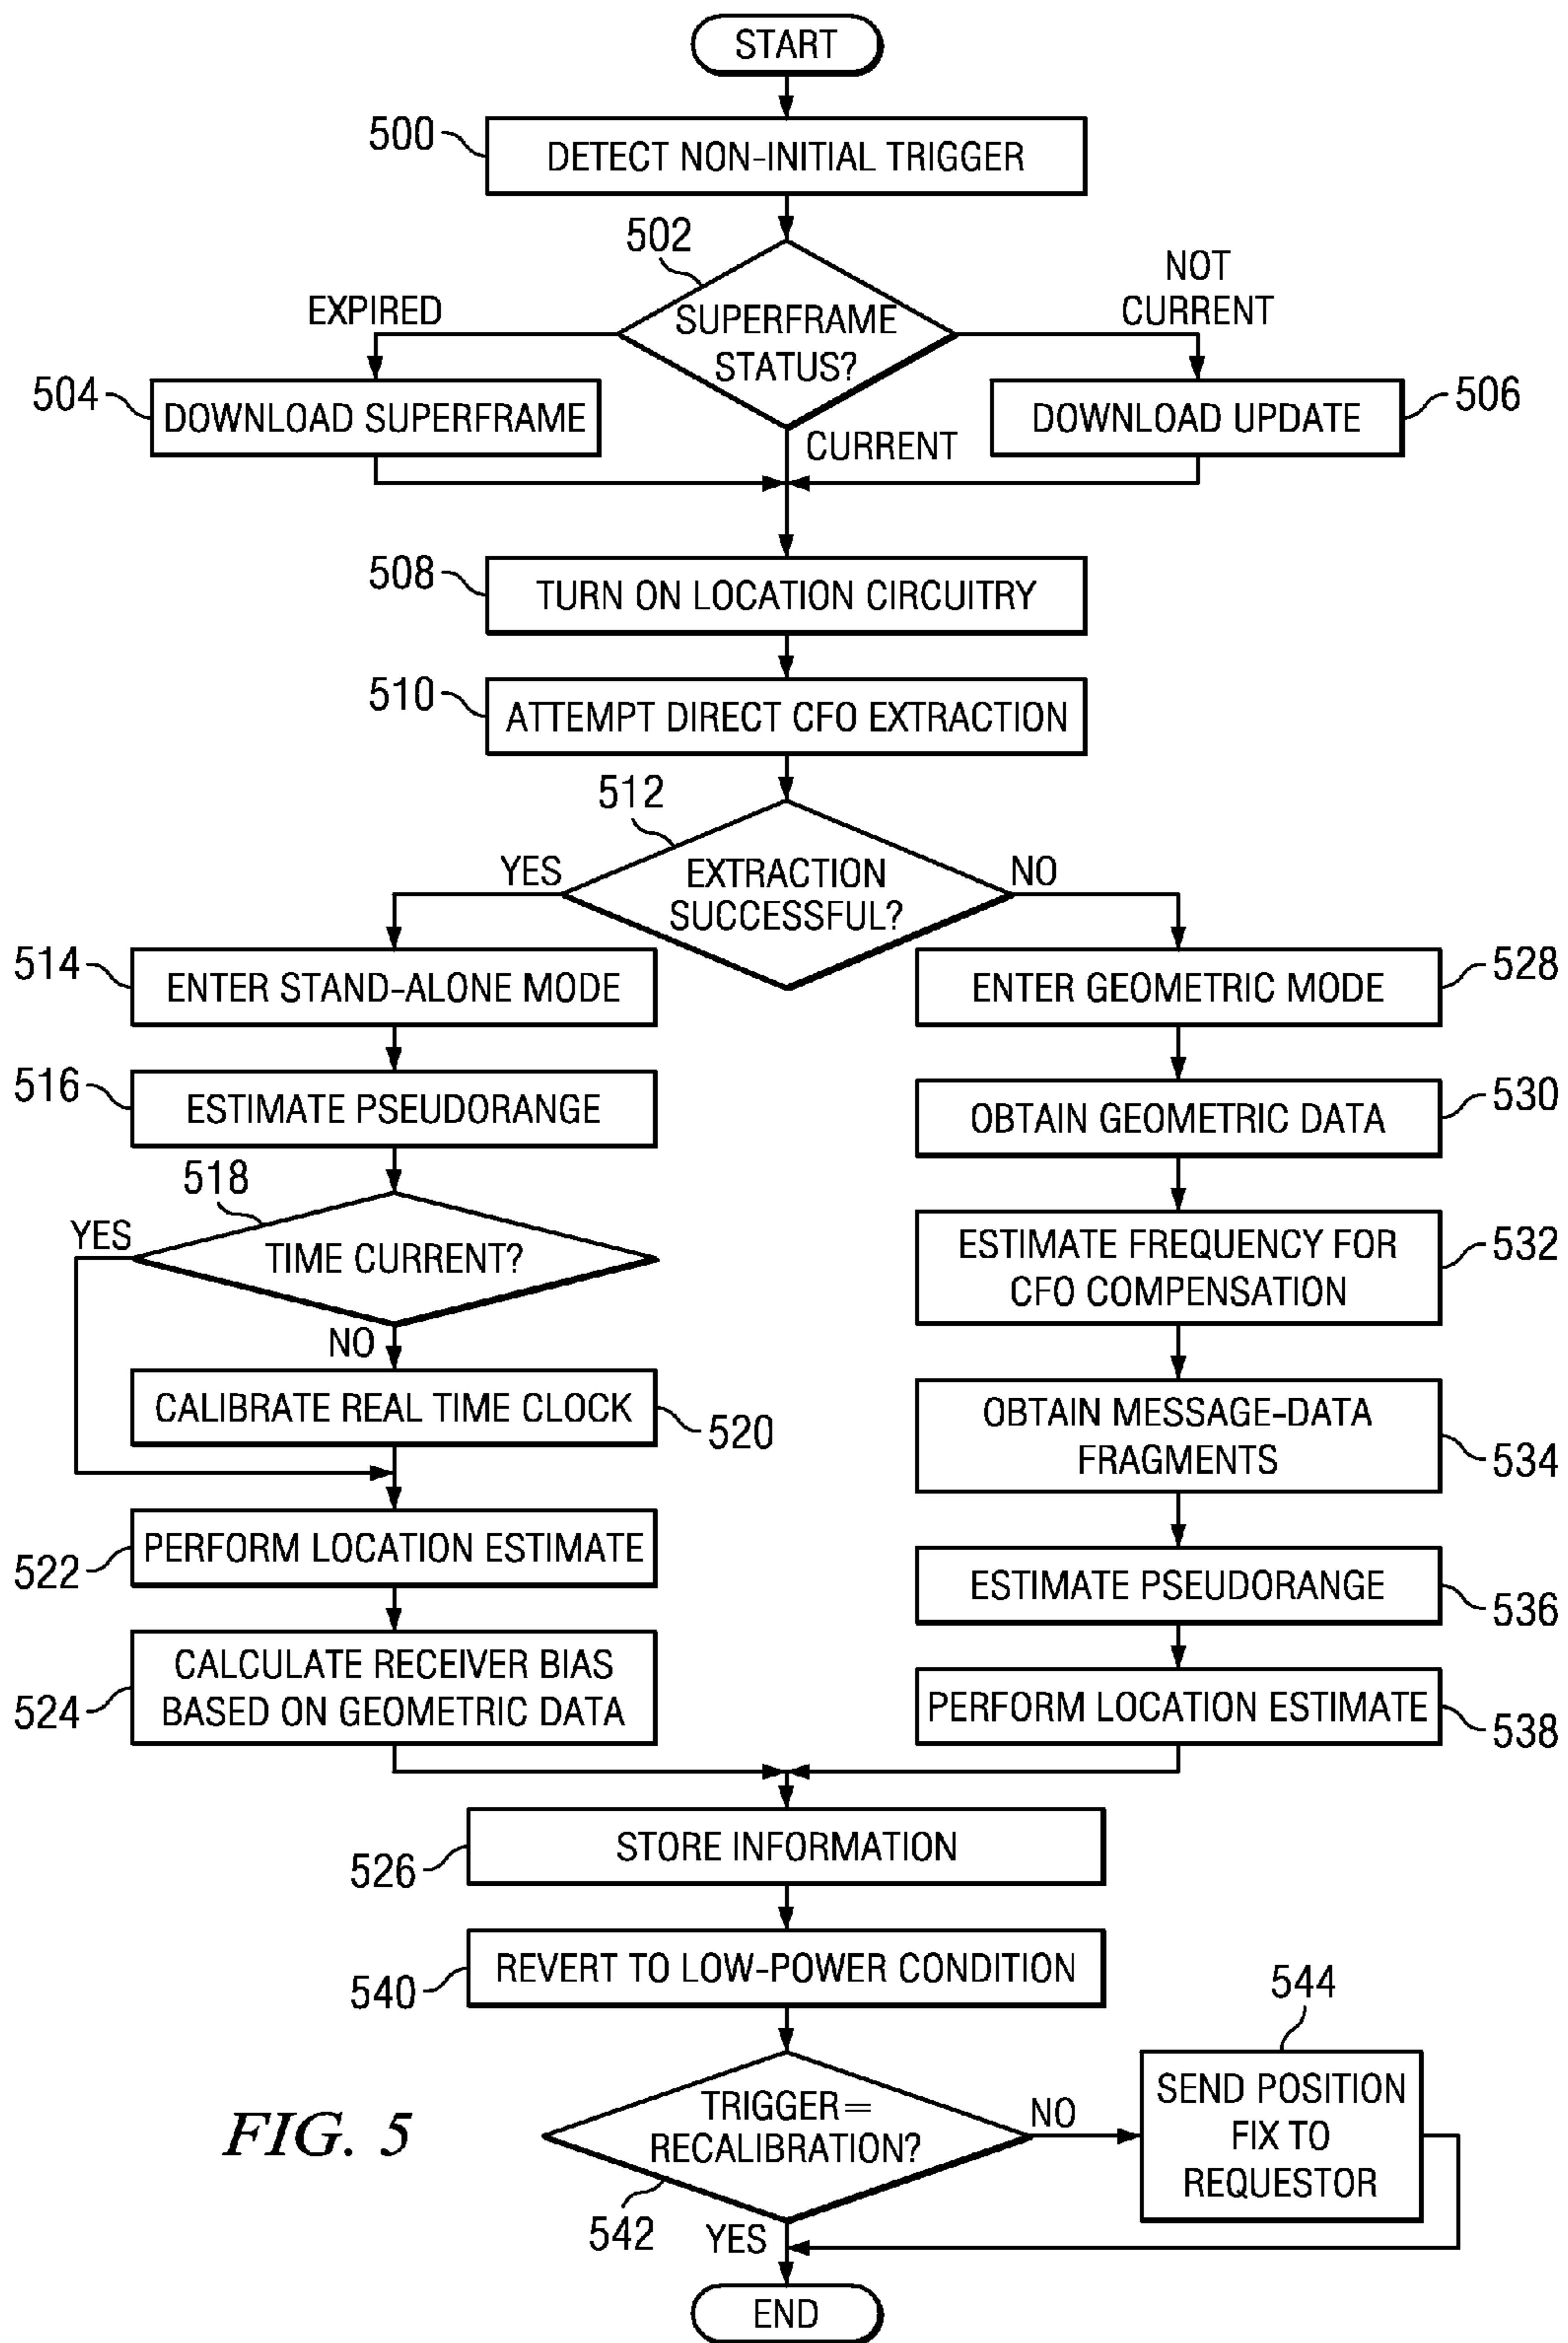 START
500
DETECT NON-INITIAL TRIGGER
502
SUPERFRAME
STATUS?
EXPIRED
NOT
CURRENT
504
DOWNLOAD SUPERFRAME
DOWNLOAD UPDATE
506
CURRENT
508
TURN ON LOCATION CIRCUITRY
510
ATTEMPT DIRECT CFO EXTRACTION
512
EXTRACTION
SUCCESSFUL?
YES
NO
514
ENTER STAND-ALONE MODE
516
ESTIMATE PSEUDORANGE
518
TIME CURRENT?
YES
NO
CALIBRATE REAL TIME CLOCK
520
522
PERFORM LOCATION ESTIMATE
524
CALCULATE RECEIVER BIAS
BASED ON GEOMETRIC DATA
ENTER GEOMETRIC MODE
528
OBTAIN GEOMETRIC DATA
530
ESTIMATE FREQUENCY FOR
CFO COMPENSATION
532
OBTAIN MESSAGE-DATA
FRAGMENTS
534
ESTIMATE PSEUDORANGE
536
PERFORM LOCATION ESTIMATE
538
STORE INFORMATION
526
REVERT TO LOW-POWER CONDITION
540
TRIGGER=
RECALIBRATION?
542
NO
544
SEND POSITION
FIX TO
REQUESTOR
YES
END
FIG. 5